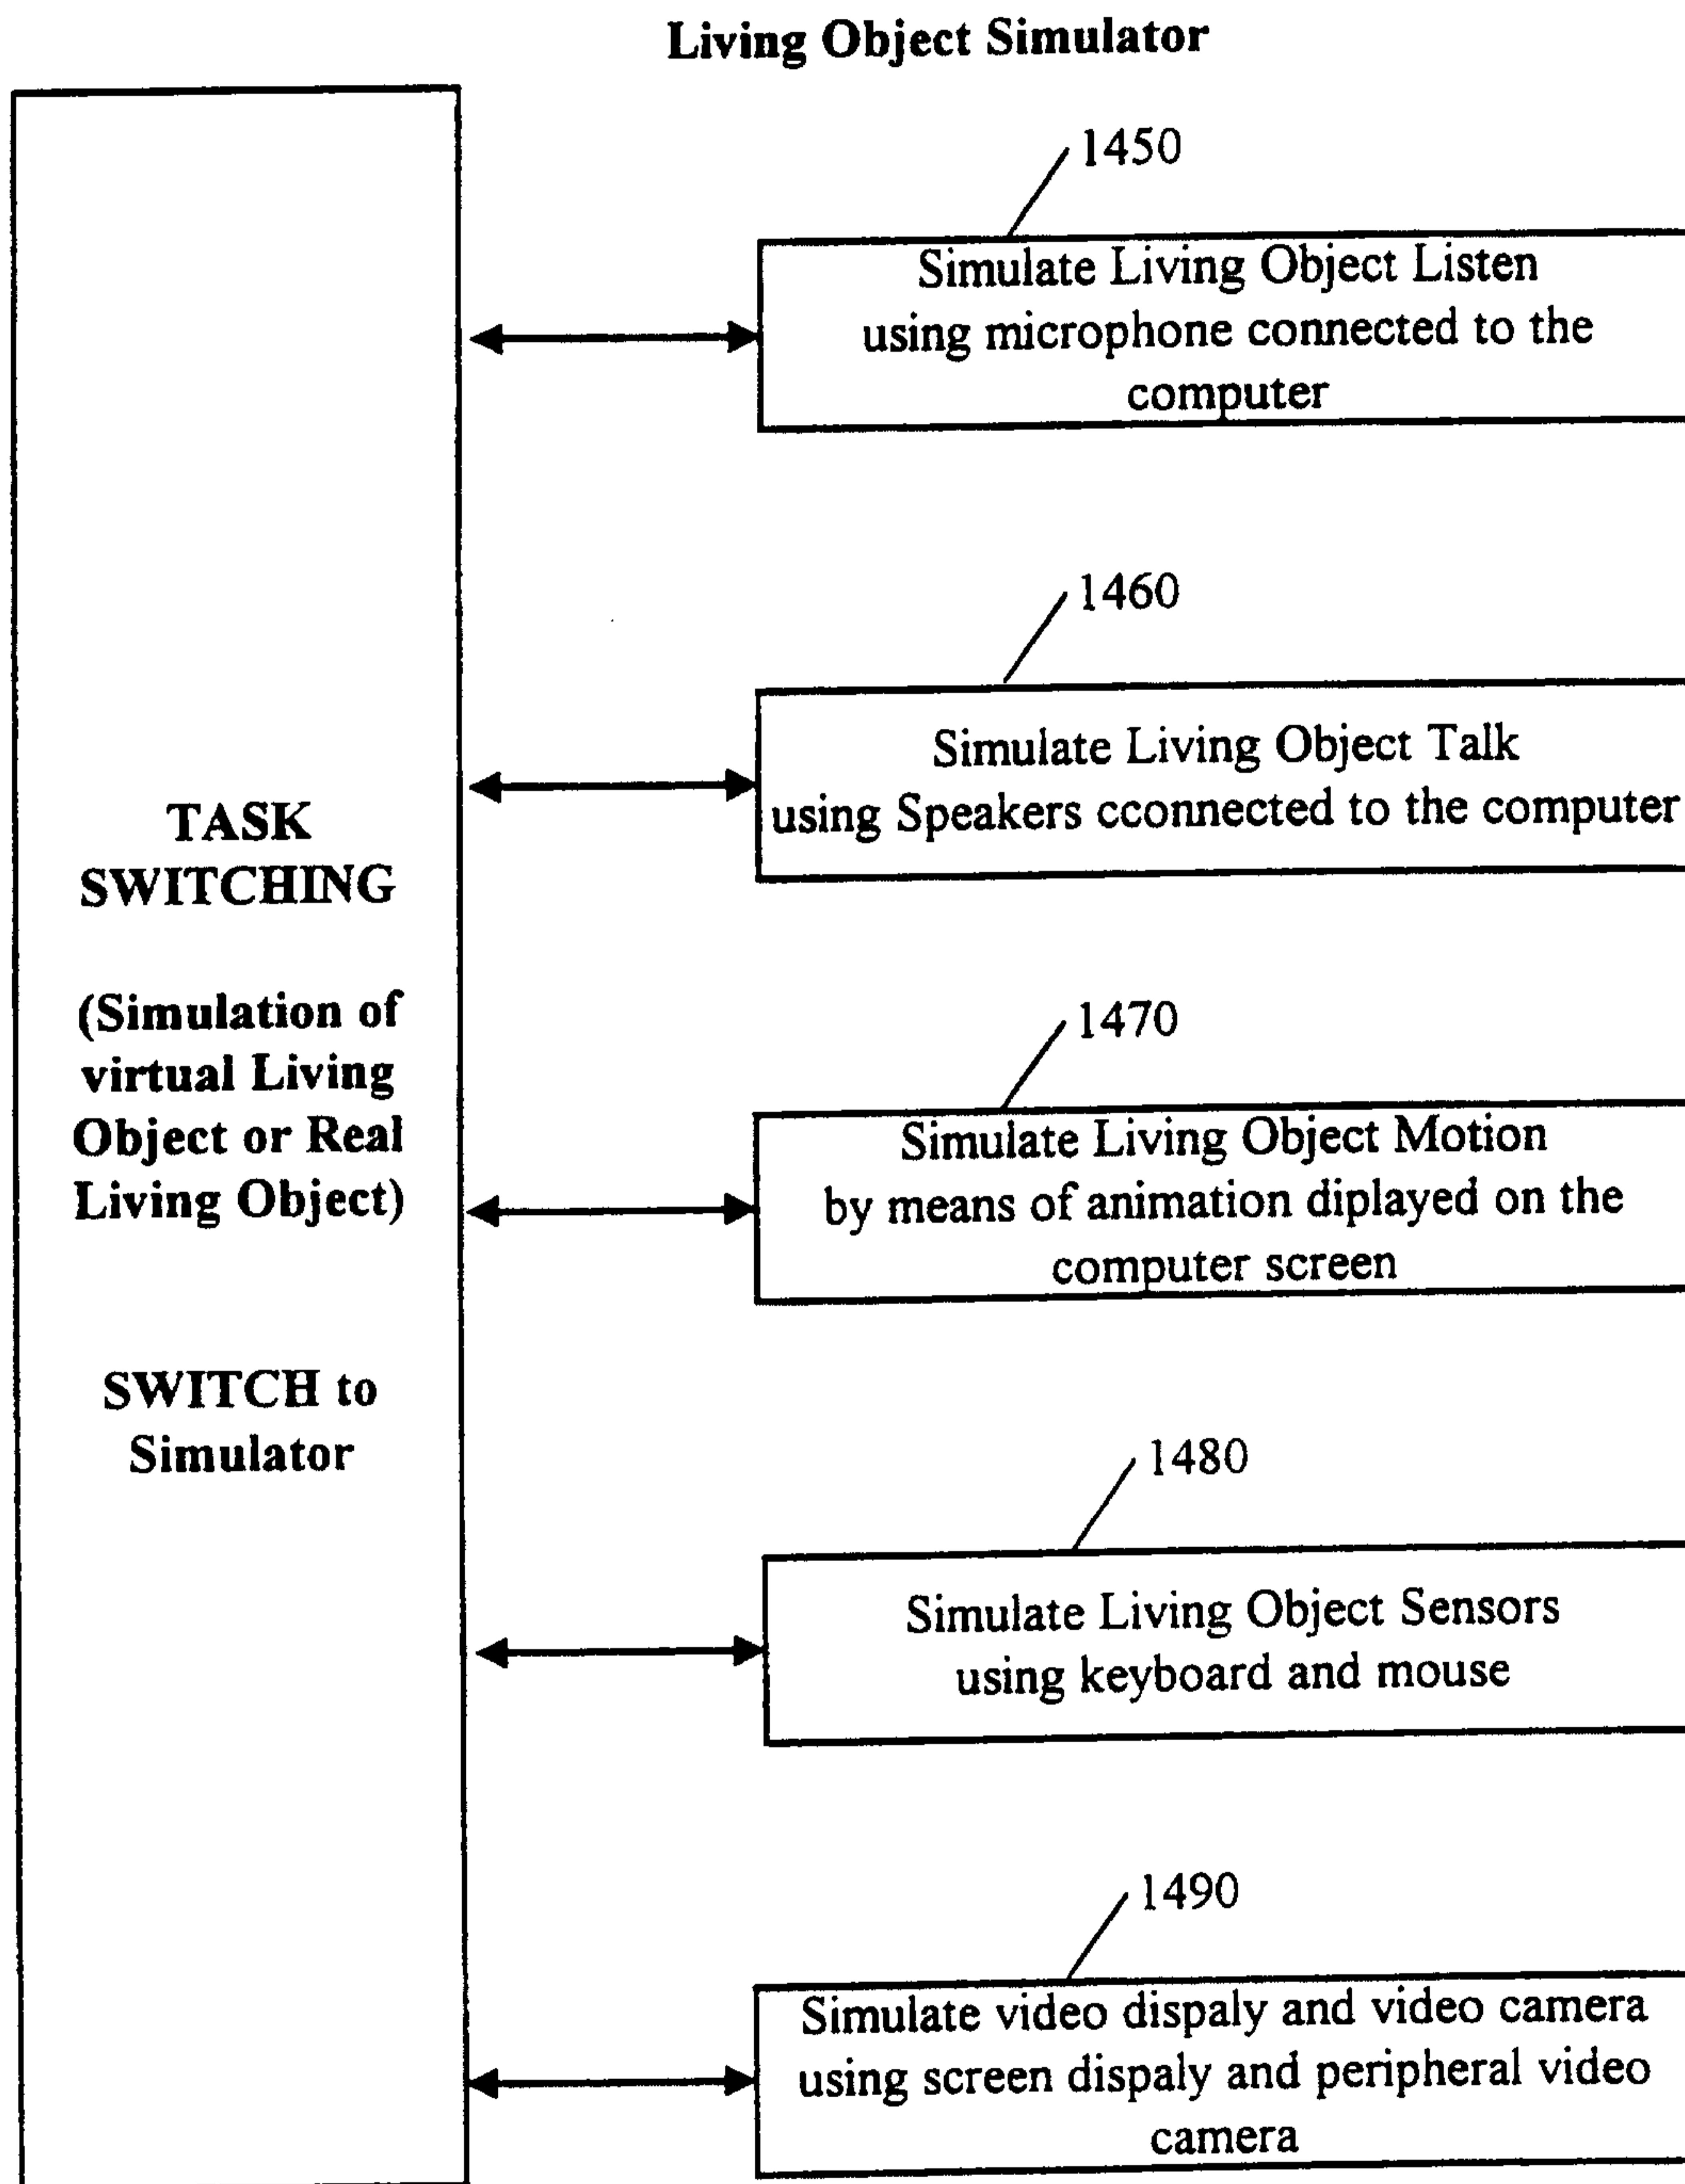 Living Object Simulator
TASK
SWITCHING
(Simulation of
virtual Living
Object or Real
Living Object)
SWITCH to
Simulator
1450
Simulate Living Object Listen
using microphone connected to the
computer
1460
Simulate Living Object Talk
using Speakers cconnected to the computer
1470
Simulate Living Object Motion
by means of animation diplayed on the
computer screen
1480
Simulate Living Object Sensors
using keyboard and mouse
1490
Simulate video dispaly and video camera
using screen dispaly and peripheral video
camera